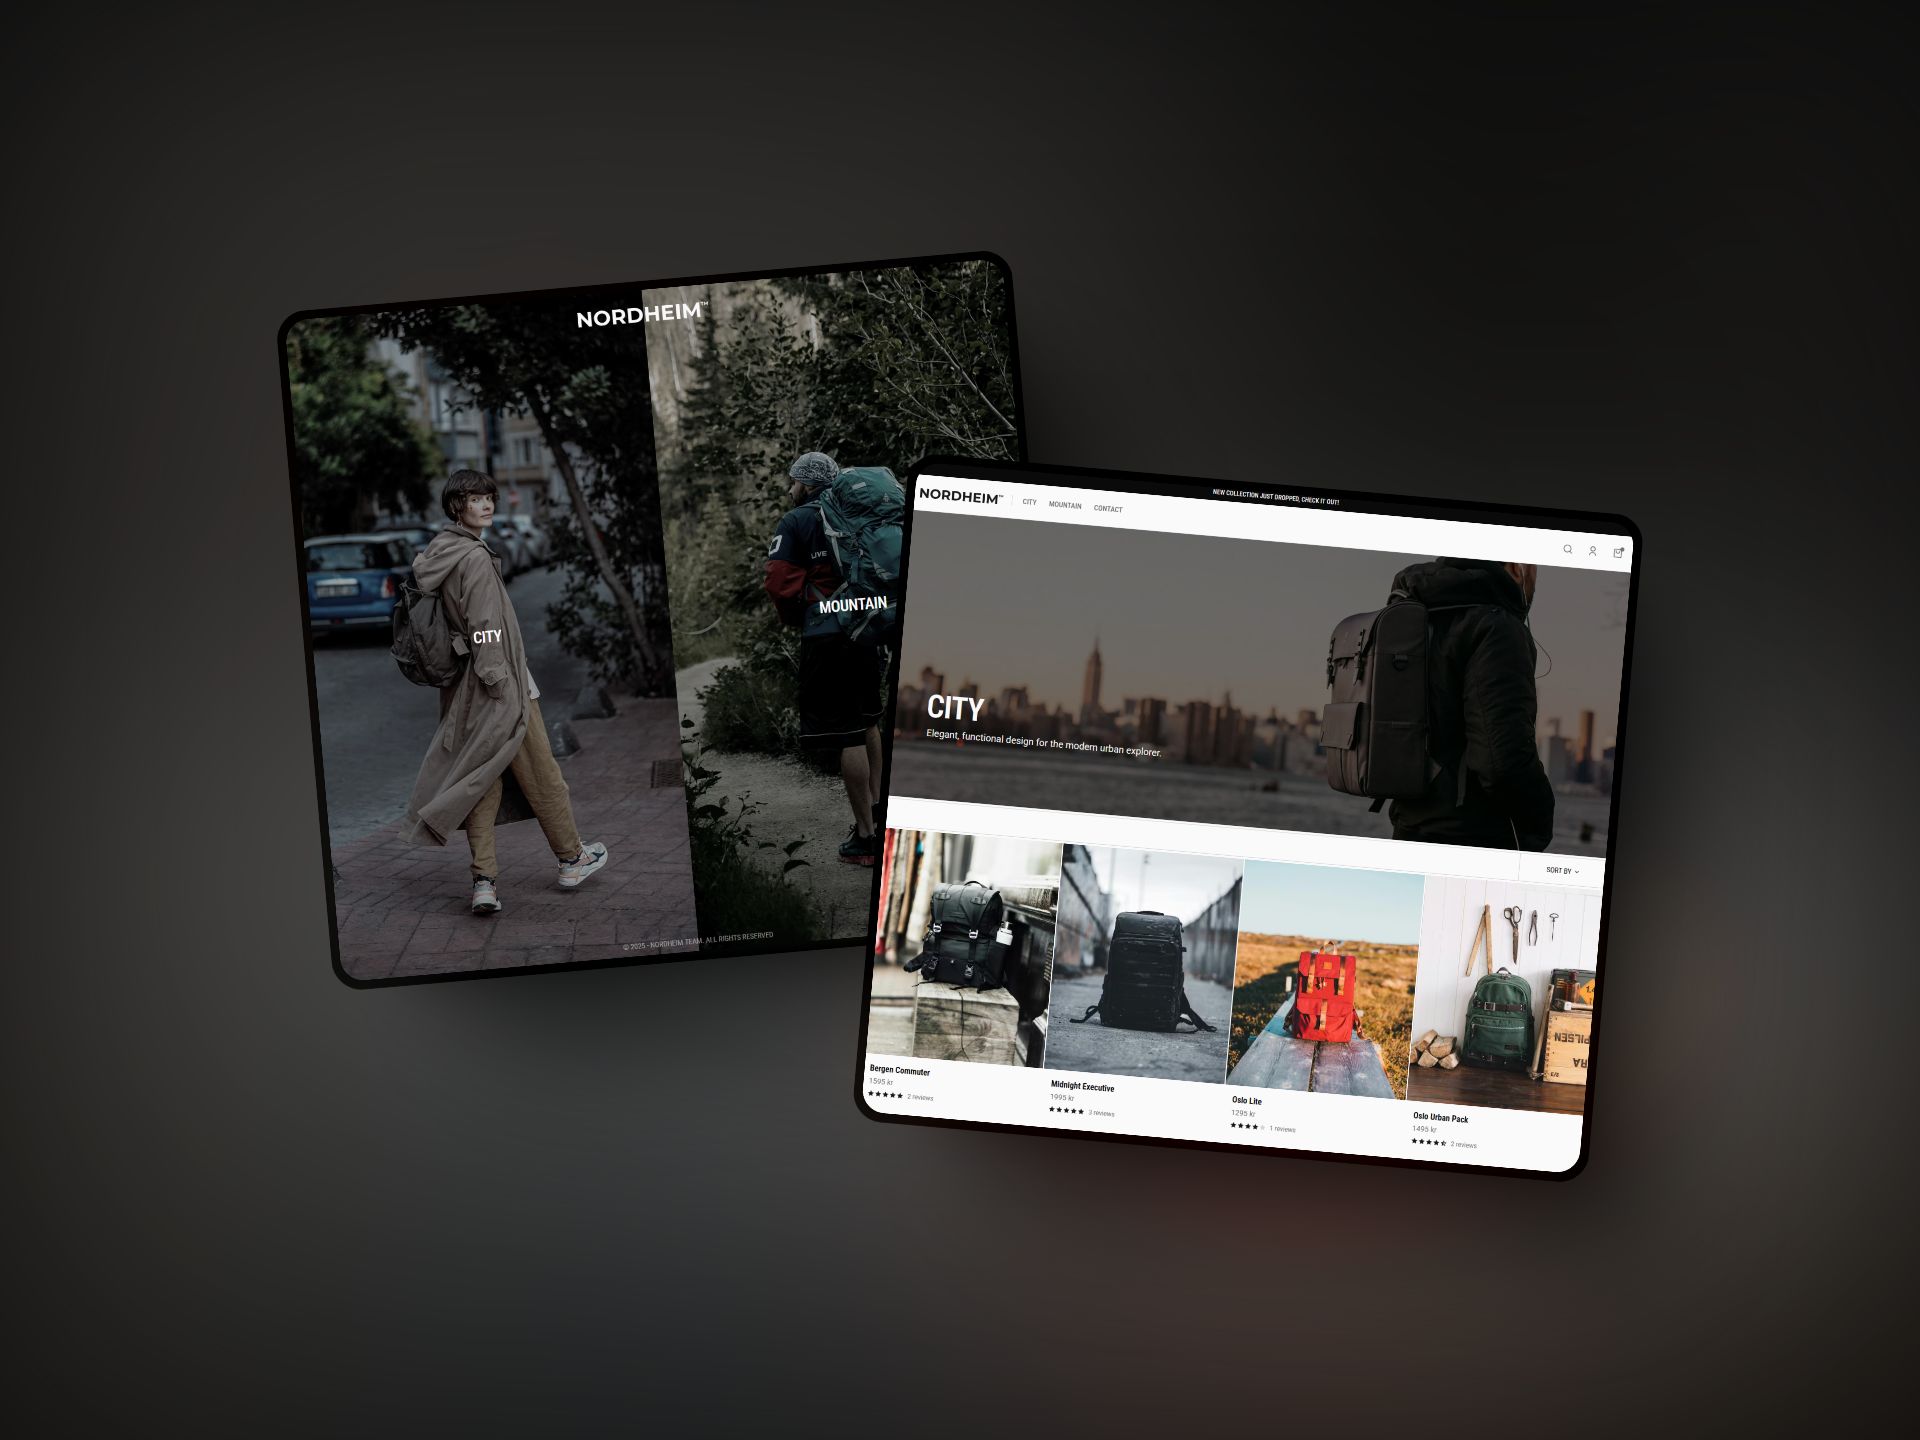 NORDHEIM™
CITY
MOUNTAIN
LIVE
© 2025 - NORDHEIM TEAM. ALL RIGHTS RESERVED
NEW COLLECTION JUST DROPPED, CHECK IT OUT!
NORDHEIM™
CITY
MOUNTAIN
CONTACT
CITY
Elegant, functional design for the modern urban explorer.
SORT BY
PILSEN
Bergen Commuter
1595 kr
2 reviews
Midnight Executive
1995 kr
3 reviews
Oslo Lite
1295 kr
1 reviews
Oslo Urban Pack
1495 kr
2 reviews